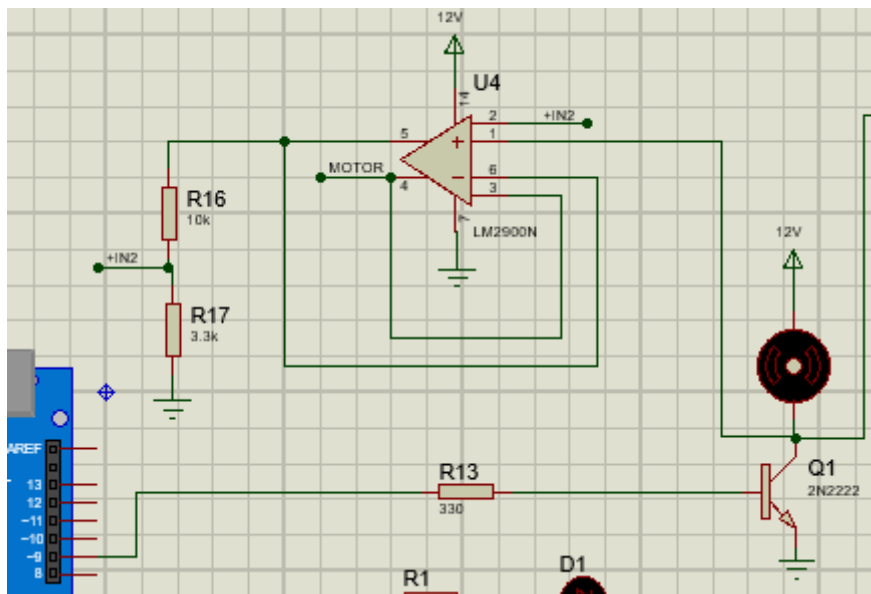 12V
U4
14
2
+IN2
5
1
MOTOR
6
4
3
R16
10k
7
LM2900N
12V
+IN2
R17
3.3k
AREF
13
12
~11
~10
~9
8
R13
330
Q1
2N2222
R1
D1